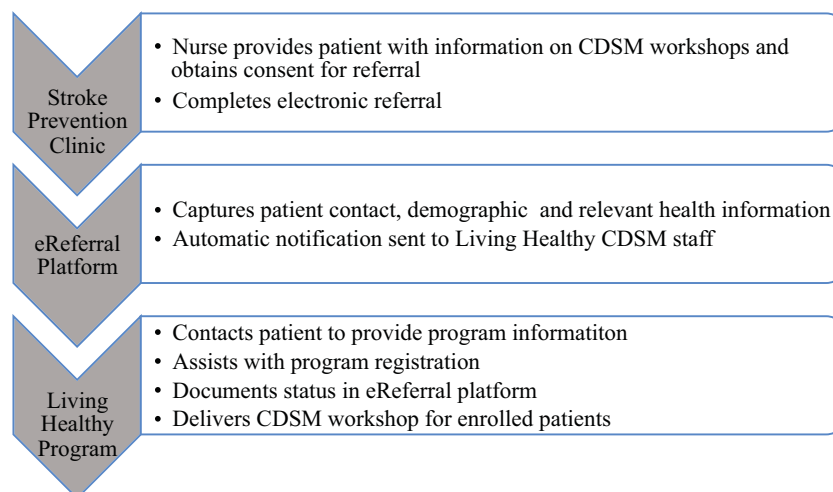 Stroke
Prevention
Clinic
• Nurse provides patient with information on CDSM workshops and
obtains consent for referral
• Completes electronic referral
eReferral
Platform
• Captures patient contact, demographic and relevant health information
• Automatic notification sent to Living Healthy CDSM staff
Living
Healthy
Program
• Contacts patient to provide program informatiton
• Assists with program registration
• Documents status in eReferral platform
• Delivers CDSM workshop for enrolled patients